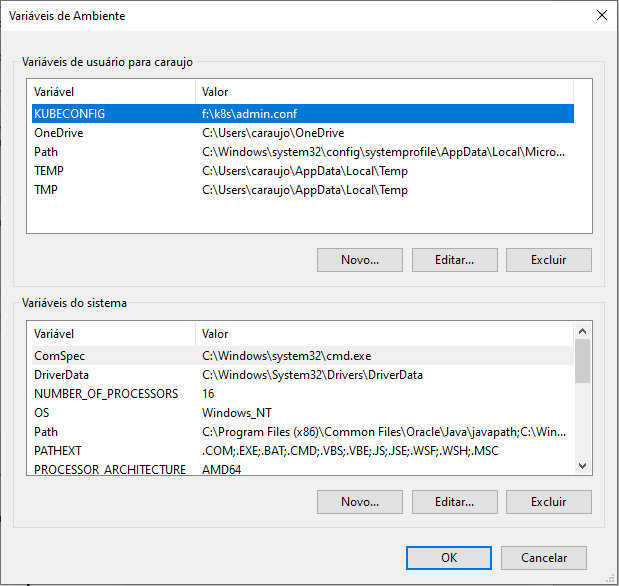 Variáveis de Ambiente
Variáveis de usuário para caraujo
Variável Valor
KUBECONFIG f:\k8s\admin.conf
OneDrive C:\Users\caraujo\OneDrive
Path C:\Windows\system32\config\systemprofile\AppData\Local\Micro...
TEMP C:\Users\caraujo\AppData\Local\Temp
TMP C:\Users\caraujo\AppData\Local\Temp
Novo... Editar... Excluir
Variáveis do sistema
Variável Valor
ComSpec C:\Windows\system32\cmd.exe
DriverData C:\Windows\System32\Drivers\DriverData
NUMBER_OF_PROCESSORS 16
OS Windows_NT
Path C:\Program Files (x86)\Common Files\Oracle\Java\javapath;C:\Win...
PATHEXT .COM;.EXE;.BAT;.CMD;.VBS;.VBE;.JS;.JSE;.WSF;.WSH;.MSC
PROCESSOR_ARCHITECTURE AMD64
Novo... Editar... Excluir
OK Cancelar